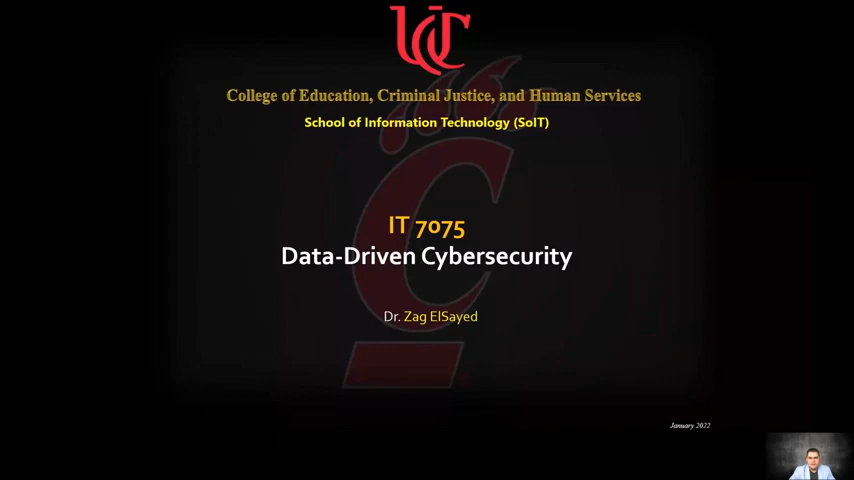 UC
College of Education, Criminal Justice, and Human Services
School of Information Technology (SoIT)
IT 7075
Data-Driven Cybersecurity
Dr. Zag ElSayed
January 2022